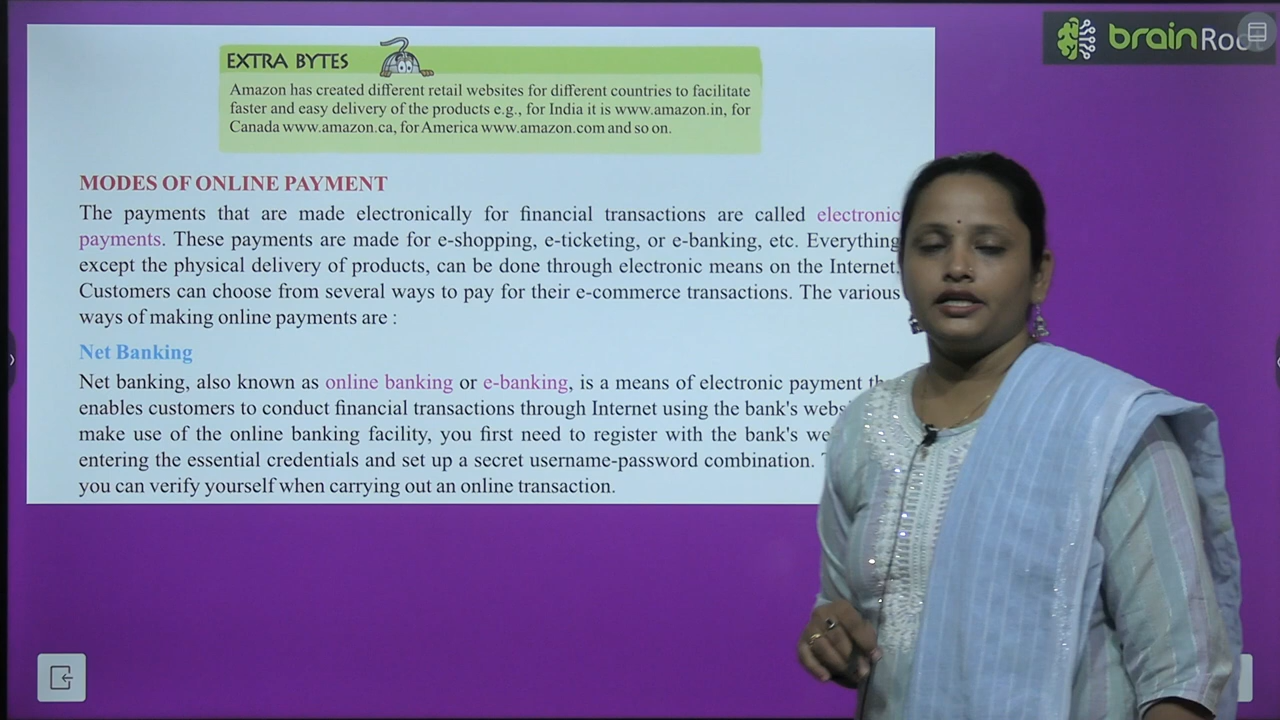 brainRoot
EXTRA BYTES
Amazon has created different retail websites for different countries to facilitate
faster and easy delivery of the products e.g., for India it is www.amazon.in, for
Canada www.amazon.ca, for America www.amazon.com and so on.
MODES OF ONLINE PAYMENT
The payments that are made electronically for financial transactions are called electronic
payments. These payments are made for e-shopping, e-ticketing, or e-banking, etc. Everything
except the physical delivery of products, can be done through electronic means on the Internet.
Customers can choose from several ways to pay for their e-commerce transactions. The various
ways of making online payments are :
Net Banking
Net banking, also known as online banking or e-banking, is a means of electronic payment
enables customers to conduct financial transactions through Internet using the bank's
make use of the online banking facility, you first need to register with the bank's
entering the essential credentials and set up a secret username-password combination.
you can verify yourself when carrying out an online transaction.